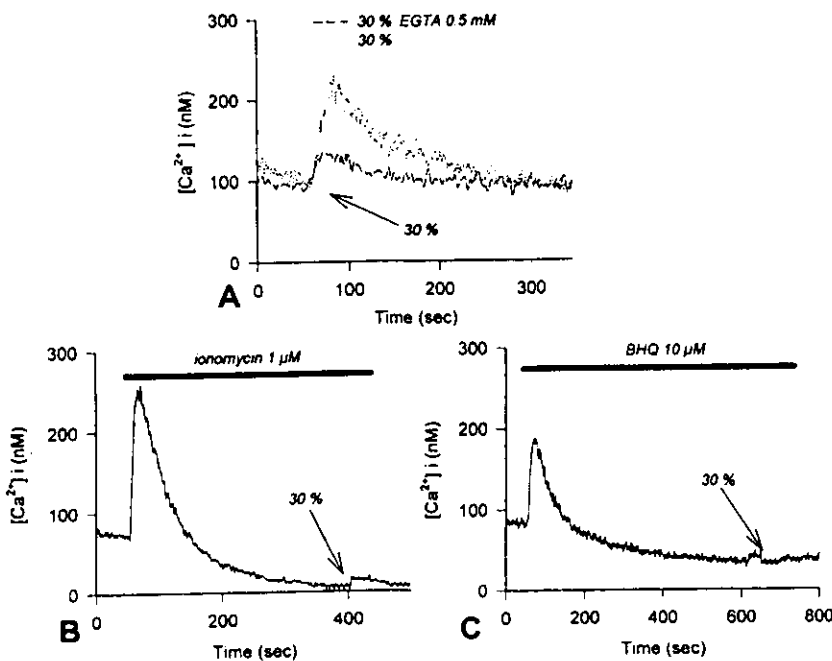 30 % EGTA 0.5 mM
30 %
300
200
100
0
[Ca²⁺] i (nM)
30 %
0 100 200 300
Time (sec)
A
ionomycin 1 µM
300
200
100
0
[Ca²⁺] i (nM)
30 %
0 200 400
Time (sec)
B
BHQ 10 µM
300
200
100
0
[Ca²⁺] i (nM)
30 %
0 200 400 600 800
Time (sec)
C